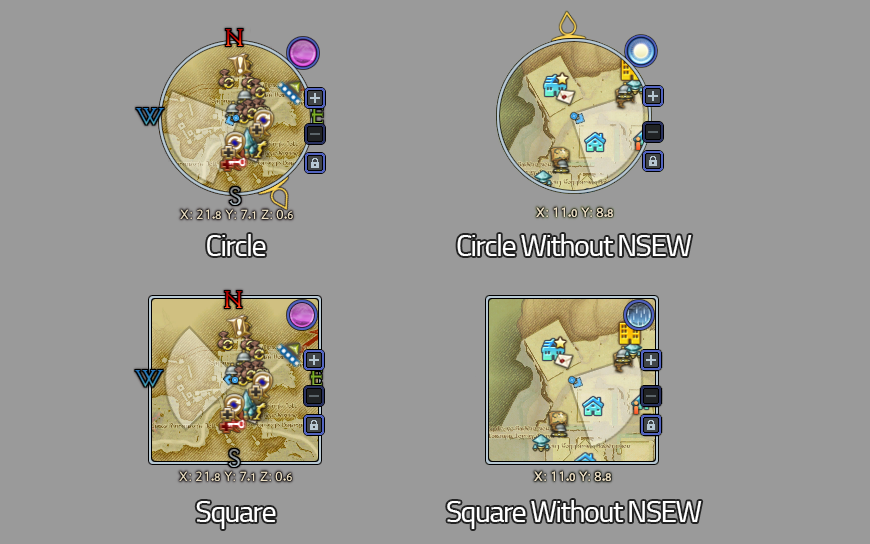 N
W
S
X: 21.8 Y: 7.1 Z: 0.6
X: 11.0 Y: 8.8
Circle
Circle Without NSEW
N
W
S
X: 21.8 Y: 7.1 Z: 0.6
X: 11.0 Y: 8.8
Square
Square Without NSEW